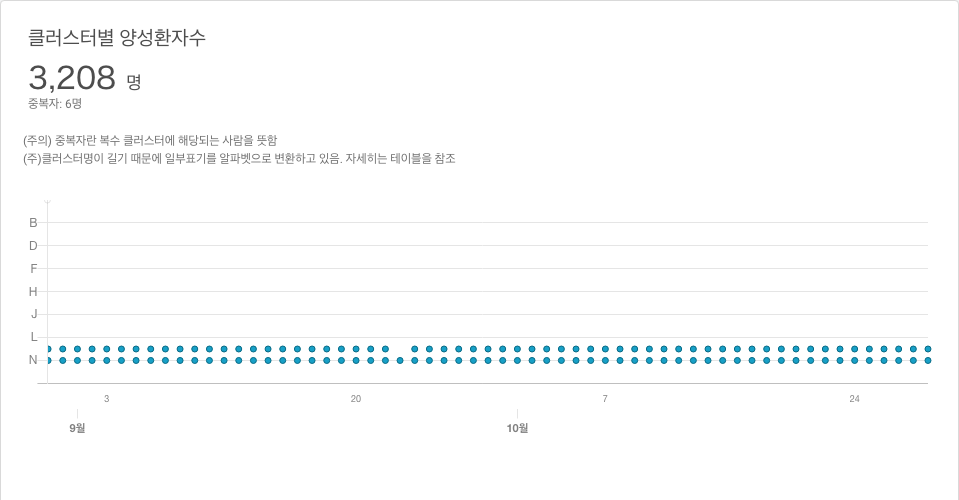 클러스터별 양성환자수
3,208 명
중복자: 6명
(주의) 중복자란 복수 클러스터에 해당되는 사람을 뜻함
(주)클러스터명이 길기 때문에 일부표기를 알파벳으로 변환하고 있음. 자세히는 테이블을 참조
B
D
F
H
J
L
N
3 20 7 24
9월 10월